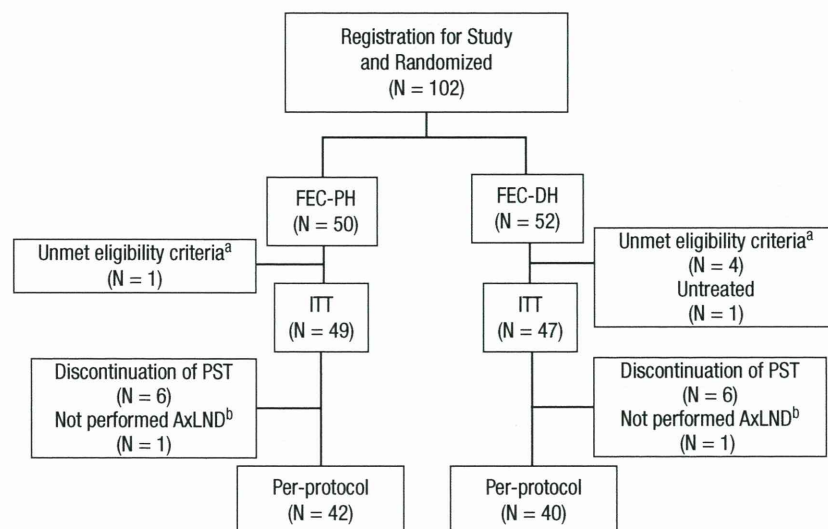 Registration for Study
and Randomized
(N = 102)
FEC-PH
(N = 50)
FEC-DH
(N = 52)
Unmet eligibility criteriaᵃ
(N = 1)
Unmet eligibility criteriaᵃ
(N = 4)
Untreated
(N = 1)
ITT
(N = 49)
ITT
(N = 47)
Discontinuation of PST
(N = 6)
Not performed AxLNDᵇ
(N = 1)
Discontinuation of PST
(N = 6)
Not performed AxLNDᵇ
(N = 1)
Per-protocol
(N = 42)
Per-protocol
(N = 40)